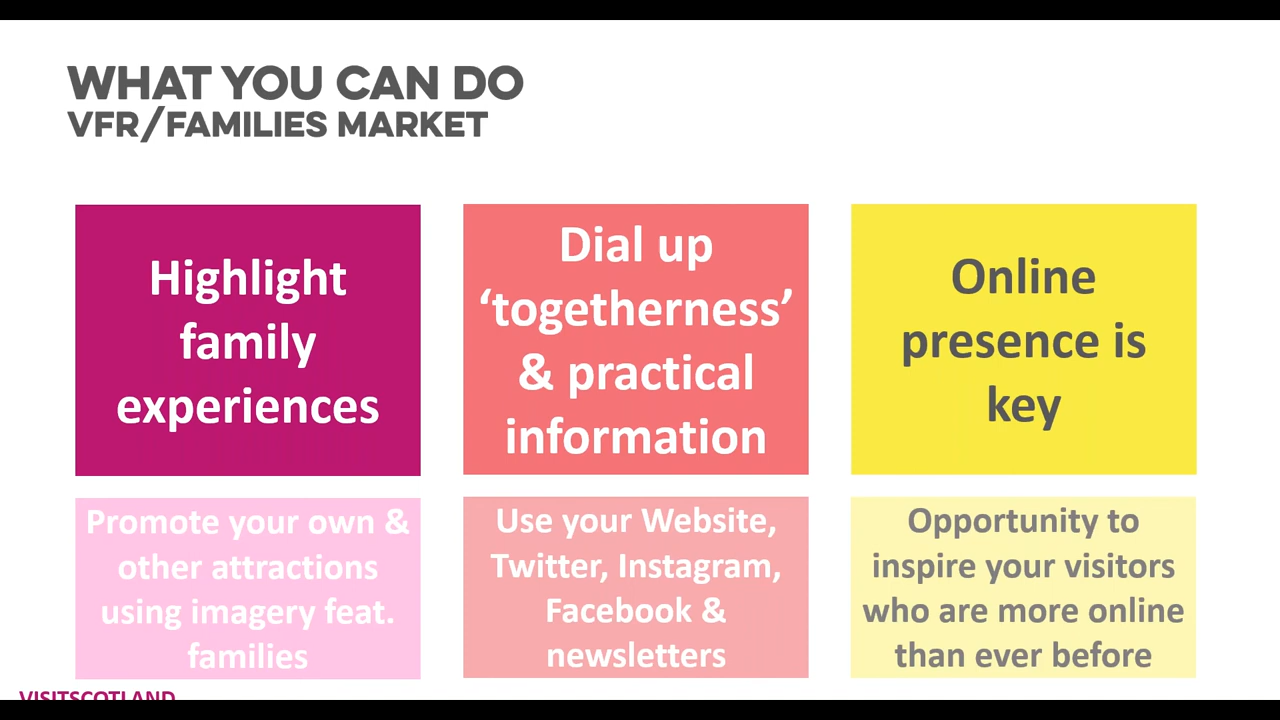 WHAT YOU CAN DO
VFR/FAMILIES MARKET
Highlight
family
experiences
Dial up
‘togetherness’
& practical
information
Online
presence is
key
Promote your own &
other attractions
using imagery feat.
families
Use your Website,
Twitter, Instagram,
Facebook &
newsletters
Opportunity to
inspire your visitors
who are more online
than ever before
VISITSCOTLAND